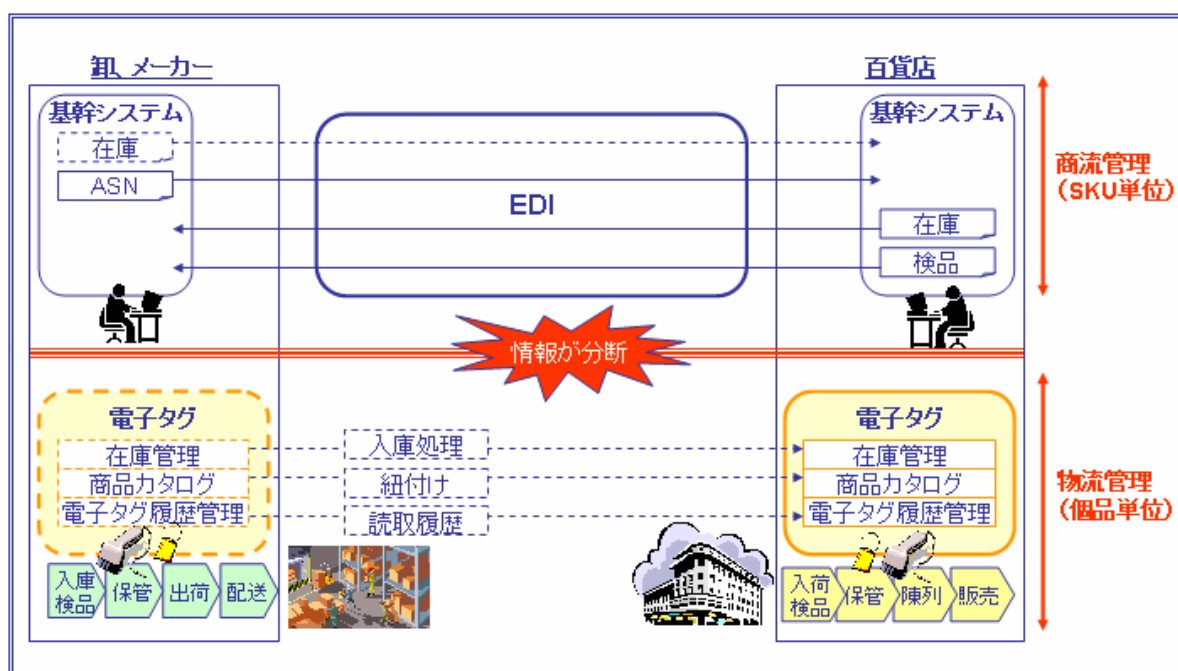 卸、メーカー
百貨店
基幹システム
在庫
ASN
EDI
基幹システム
在庫
検品
商流管理
（SKU単位）
情報が分断
電子タグ
在庫管理
商品カタログ
電子タグ履歴管理
入庫処理
紐付け
読取履歴
電子タグ
在庫管理
商品カタログ
電子タグ履歴管理
物流管理
（個品単位）
入庫
検品
保管
出荷
配送
入荷
検品
保管
陳列
販売